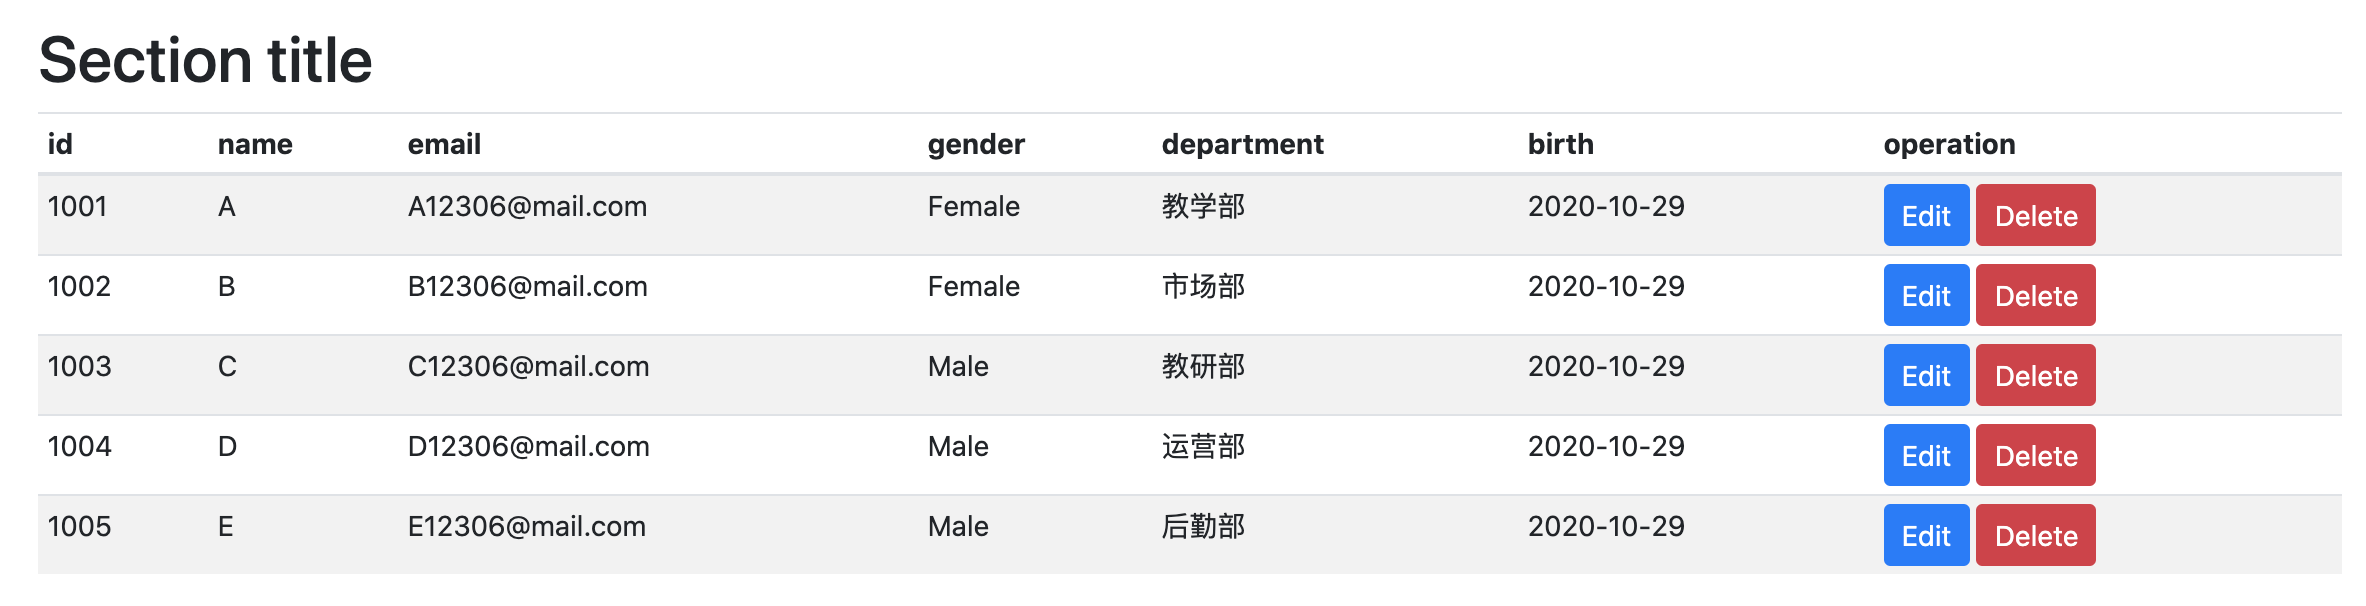 Section title
id name email gender department birth operation
1001 A A12306@mail.com Female 教学部 2020-10-29 Edit Delete
1002 B B12306@mail.com Female 市场部 2020-10-29 Edit Delete
1003 C C12306@mail.com Male 教研部 2020-10-29 Edit Delete
1004 D D12306@mail.com Male 运营部 2020-10-29 Edit Delete
1005 E E12306@mail.com Male 后勤部 2020-10-29 Edit Delete